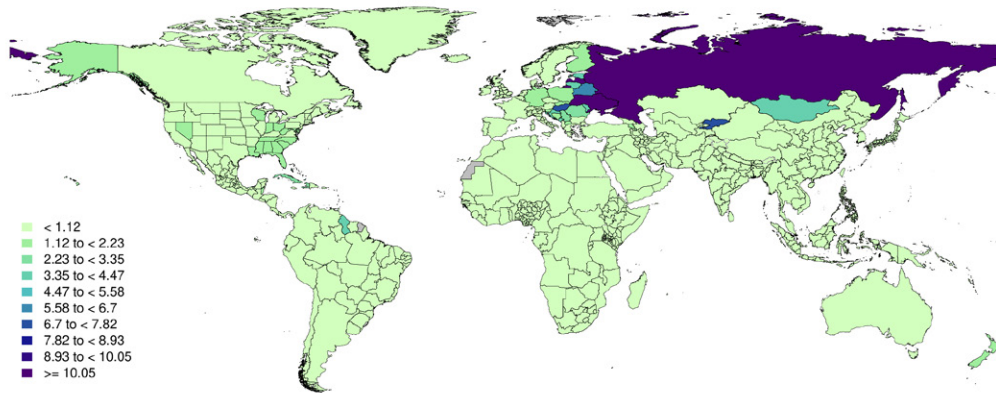 < 1.12
1.12 to < 2.23
2.23 to < 3.35
3.35 to < 4.47
4.47 to < 5.58
5.58 to < 6.7
6.7 to < 7.82
7.82 to < 8.93
8.93 to < 10.05
>= 10.05